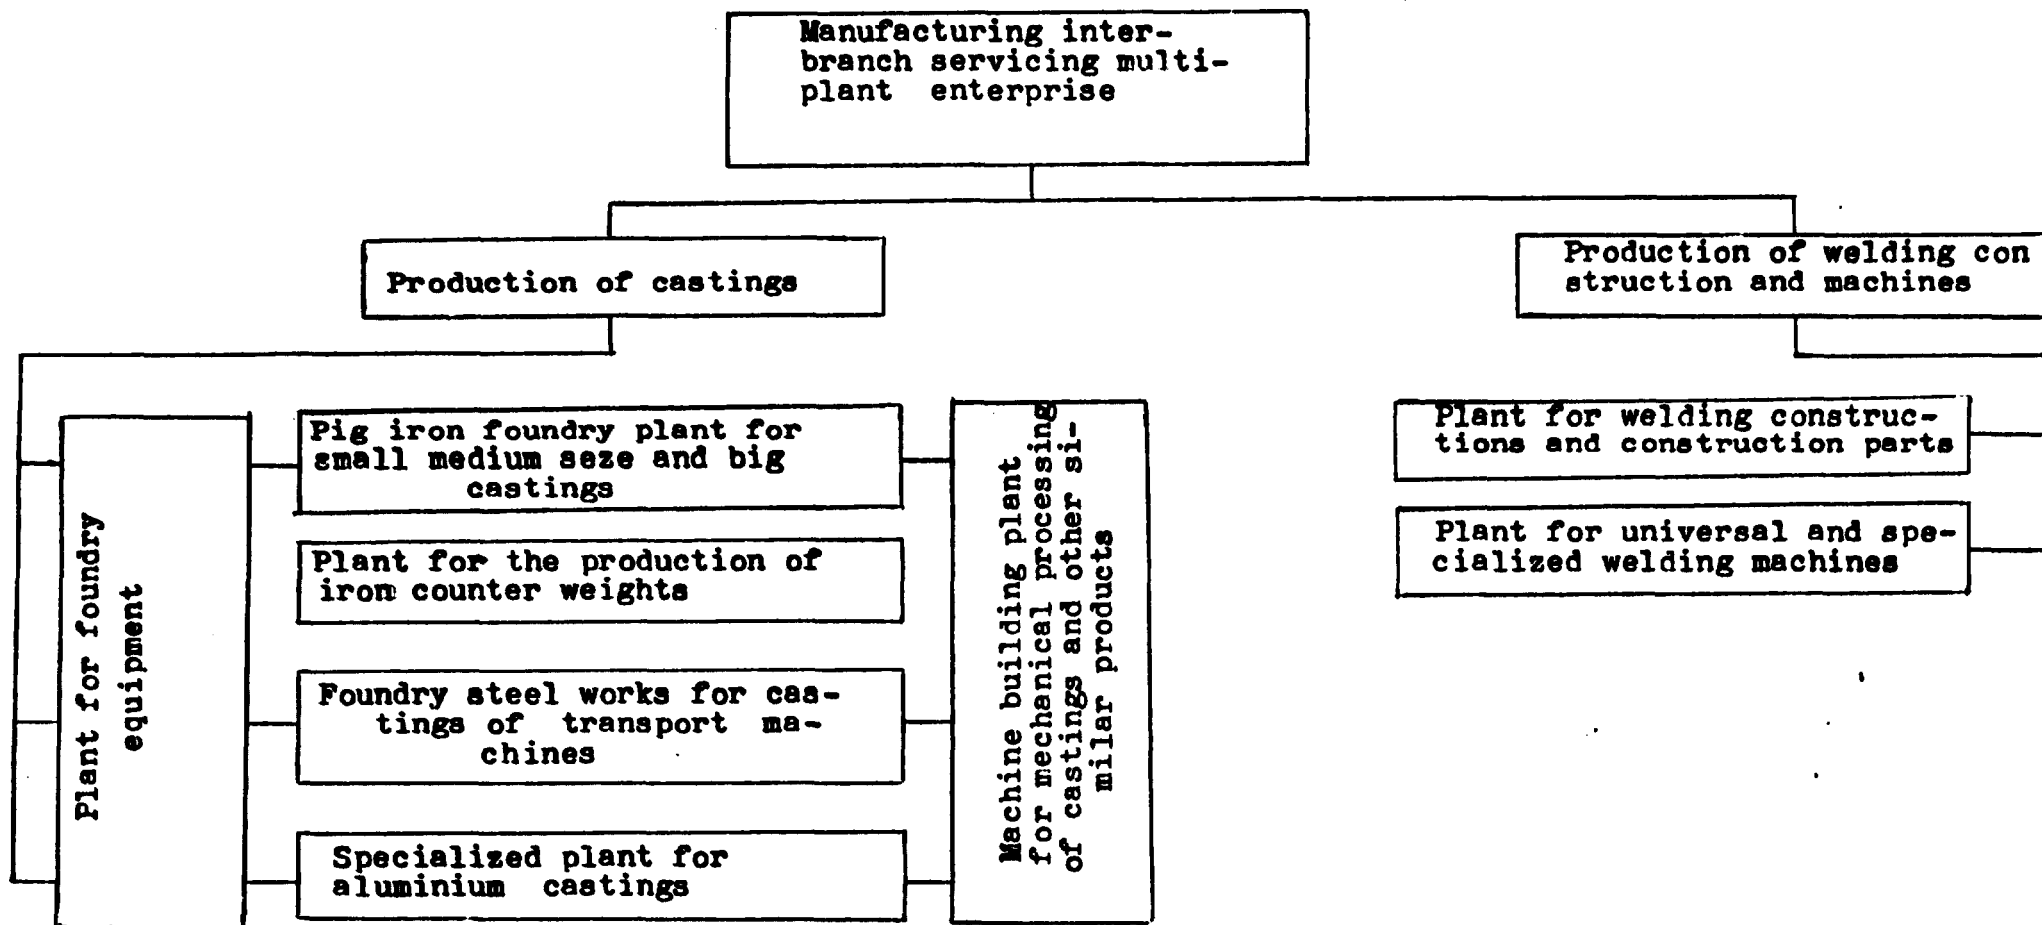 Manufacturing inter-
branch servicing multi-
plant enterprise
Production of castings
Production of welding con
struction and machines
Plant for foundry
equipment
Pig iron foundry plant for
small medium seze and big
castings
Plant for the production of
iron counter weights
Foundry steel works for cas-
tings of transport ma-
chines
Specialized plant for
aluminium castings
Machine building plant
for mechanical processing
of castings and other si-
milar products
Plant for welding construc-
tions and construction parts
Plant for universal and spe-
cialized welding machines